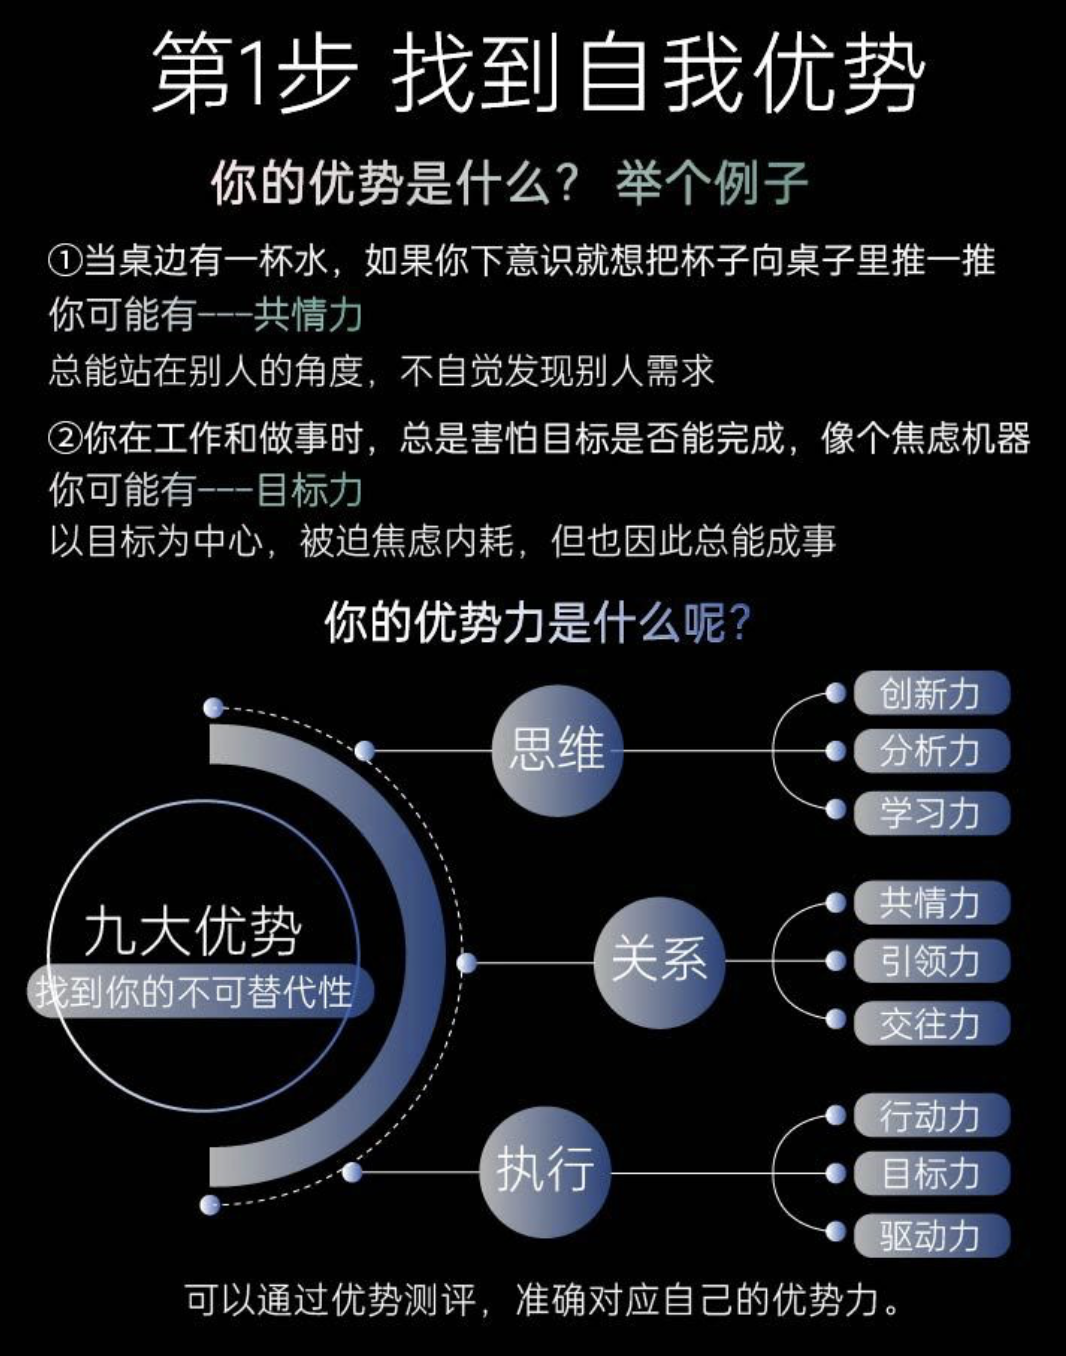 第1步 找到自我优势
你的优势是什么？ 举个例子
①当桌边有一杯水，如果你下意识就想把杯子向桌子里推一推
你可能有---共情力
总能站在别人的角度，不自觉发现别人需求
②你在工作和做事时，总是害怕目标是否能完成，像个焦虑机器
你可能有---目标力
以目标为中心，被迫焦虑内耗，但也因此总能成事
你的优势力是什么呢？
九大优势
找到你的不可替代性
思维
创新力
分析力
学习力
关系
共情力
引领力
交往力
执行
行动力
目标力
驱动力
可以通过优势测评，准确对应自己的优势力。